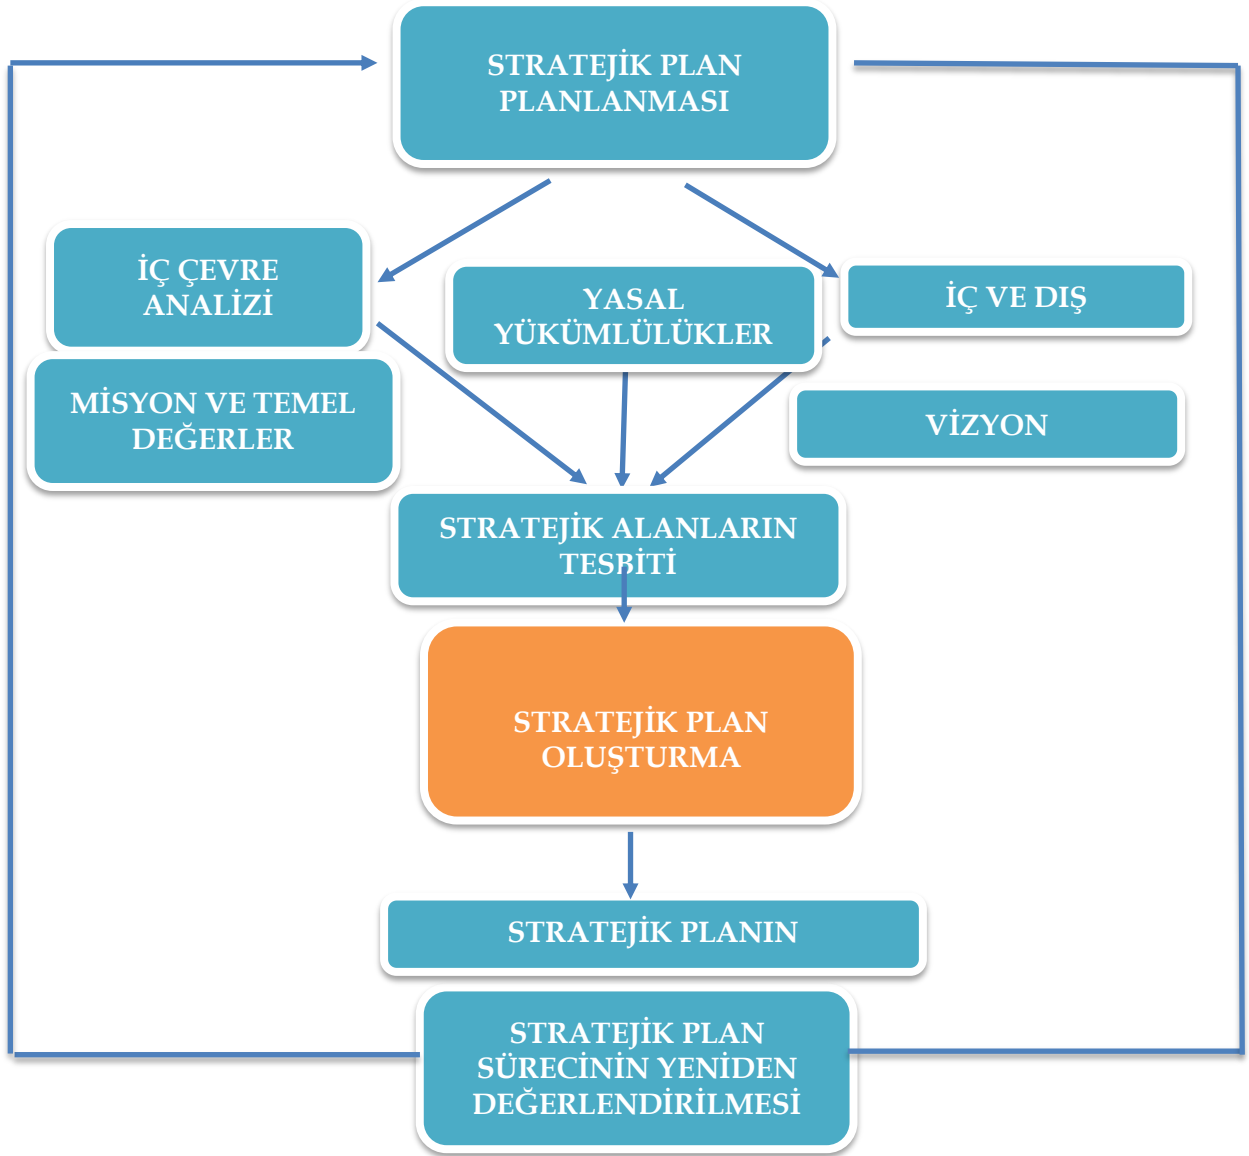 STRATEJİK PLAN
PLANLANMASI
İÇ ÇEVRE
ANALİZİ
YASAL
YÜKÜMLÜLÜKLER
İÇ VE DIŞ
MİSYON VE TEMEL
DEĞERLER
VİZYON
STRATEJİK ALANLARIN
TESBİTİ
STRATEJİK PLAN
OLUŞTURMA
STRATEJİK PLANIN
STRATEJİK PLAN
SÜRECİNİN YENİDEN
DEĞERLENDİRİLMESİ